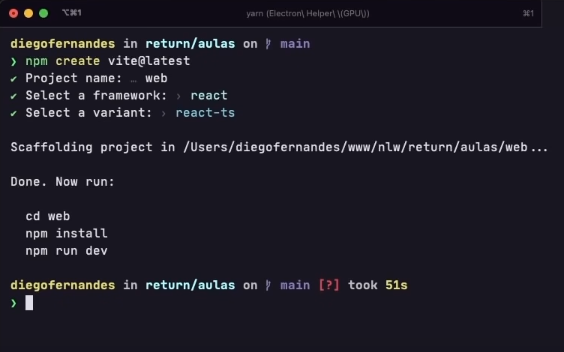 ⌥⌘1 yarn (Electron\ Helper\ \(GPU\)) ⌘1
diegofernandes in return/aulas on main
❯ npm create vite@latest
✔ Project name: … web
✔ Select a framework: › react
✔ Select a variant: › react-ts
Scaffolding project in /Users/diegofernandes/www/nlw/return/aulas/web...
Done. Now run:
cd web
npm install
npm run dev
diegofernandes in return/aulas on main [?] took 51s
❯